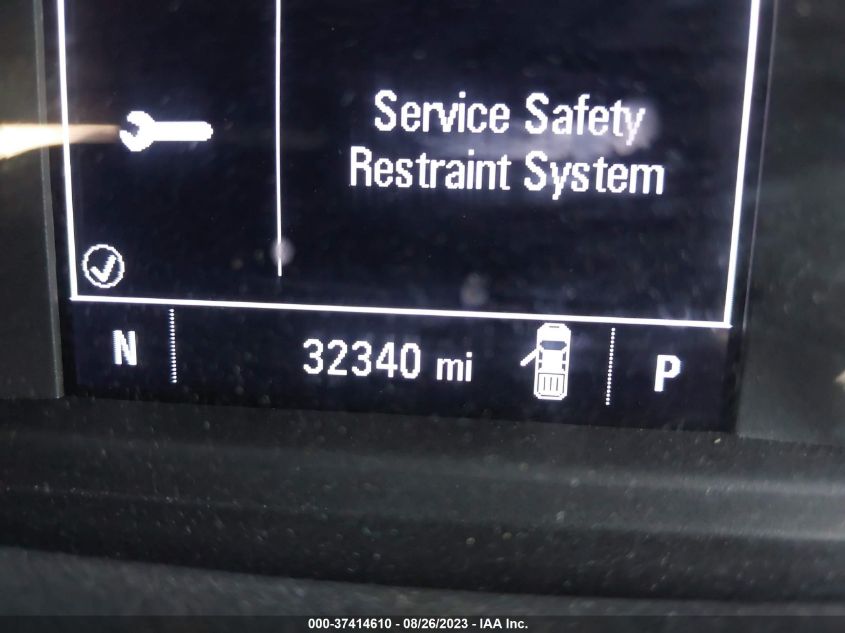 Service Safety
Restraint System
N 32340 mi P
000-37414610 - 08/26/2023 - IAA Inc.